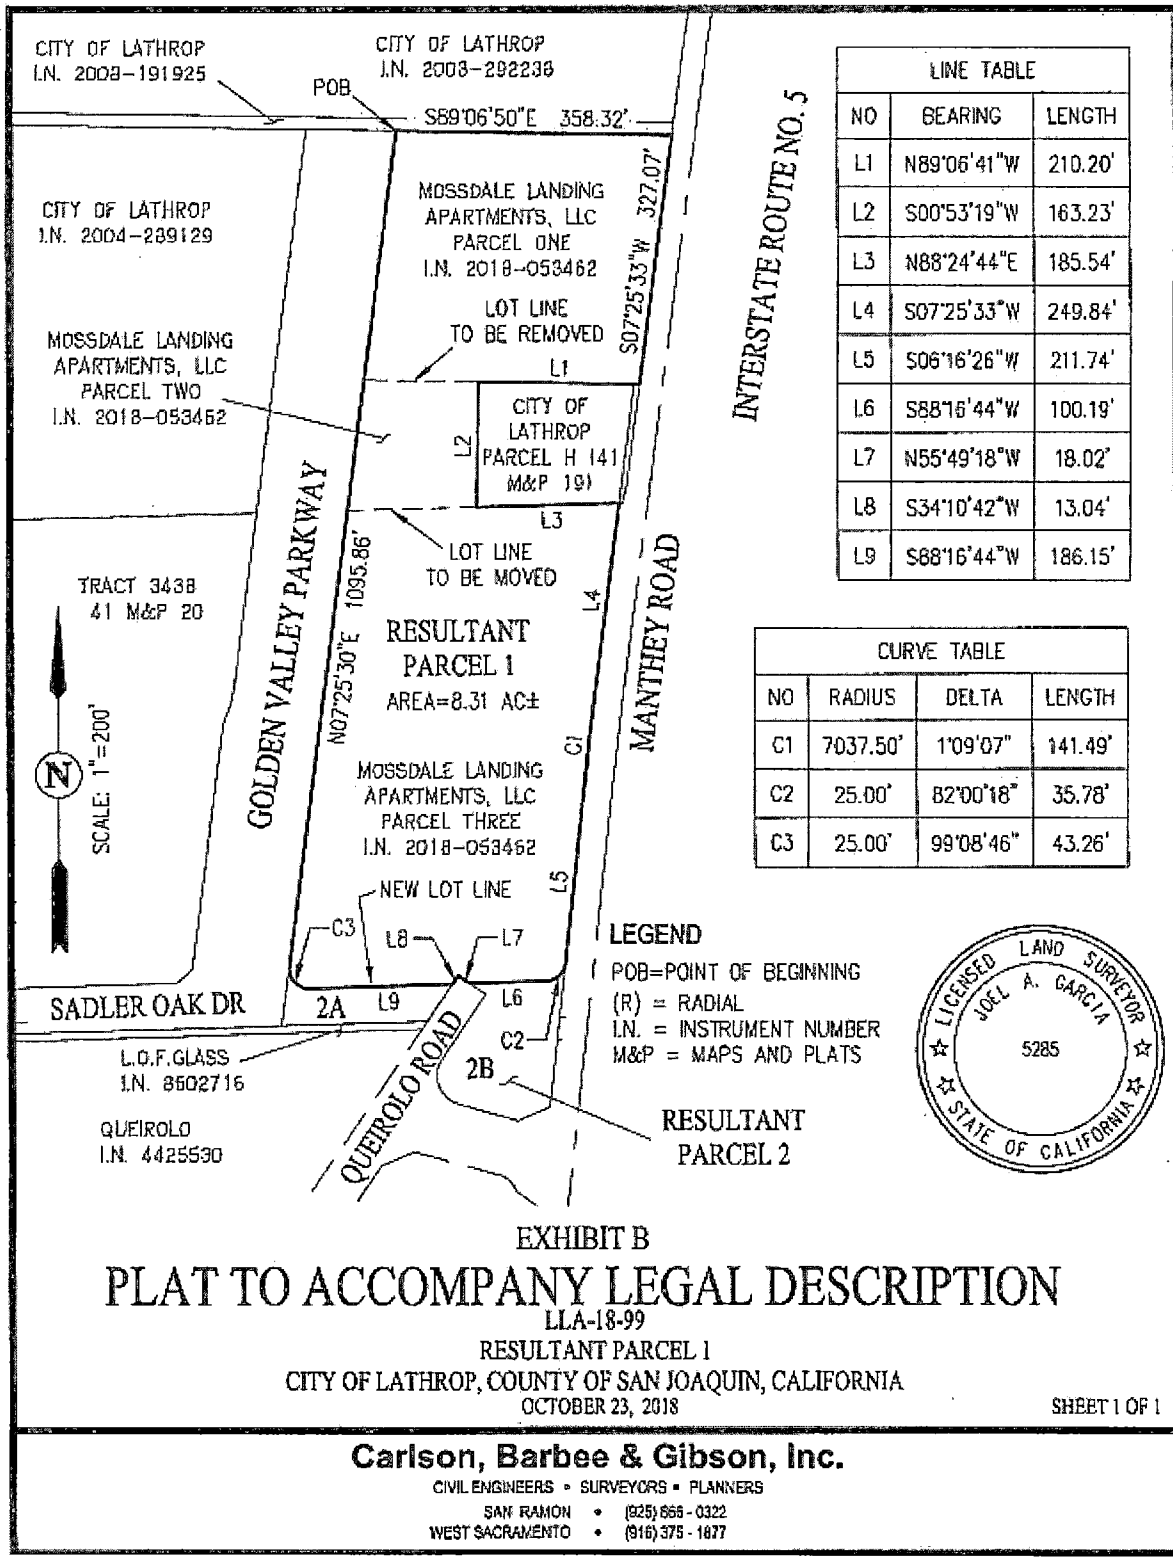 CITY OF LATHROP
I.N. 2003-191925
CITY OF LATHROP
I.N. 2003-292238
POB
S89°06'50"E 358.32'
CITY OF LATHROP
I.N. 2004-289129
MOSSDALE LANDING
APARTMENTS, LLC
PARCEL ONE
I.N. 2018-053462
S07°25'33"W 327.07'
INTERSTATE ROUTE NO. 5
LOT LINE
TO BE REMOVED
MOSSDALE LANDING
APARTMENTS, LLC
PARCEL TWO
I.N. 2018-053462
L1
CITY OF
LATHROP
PARCEL H (41
M&P 19)
L2
L3
LOT LINE
TO BE MOVED
TRACT 3438
41 M&P 20
GOLDEN VALLEY PARKWAY
N07°25'30"E 1095.86'
RESULTANT
PARCEL 1
AREA=8.31 AC±
L4
MANTHEY ROAD
C1
N
SCALE: 1"=200'
MOSSDALE LANDING
APARTMENTS, LLC
PARCEL THREE
I.N. 2018-053462
NEW LOT LINE
L5
C3
L8
L7
SADLER OAK DR
2A
L9
L6
C2
L.O.F. GLASS
I.N. 8602716
QUEIROLO ROAD
2B
QUEIROLO
I.N. 4425530
RESULTANT
PARCEL 2
LINE TABLE
NO BEARING LENGTH
L1 N89°06'41"W 210.20'
L2 S00°53'19"W 163.23'
L3 N88°24'44"E 185.54'
L4 S07°25'33"W 249.84'
L5 S06°16'26"W 211.74'
L6 S88°16'44"W 100.19'
L7 N55°49'18"W 18.02'
L8 S34°10'42"W 13.04'
L9 S88°16'44"W 186.15'
CURVE TABLE
NO RADIUS DELTA LENGTH
C1 7037.50' 1°09'07" 141.49'
C2 25.00' 82°00'18" 35.78'
C3 25.00' 99°08'46" 43.26'
LEGEND
POB=POINT OF BEGINNING
(R) = RADIAL
I.N. = INSTRUMENT NUMBER
M&P = MAPS AND PLATS
LICENSED LAND SURVEYOR
JOEL A. GARCIA
5285
STATE OF CALIFORNIA
EXHIBIT B
PLAT TO ACCOMPANY LEGAL DESCRIPTION
LLA-18-99
RESULTANT PARCEL 1
CITY OF LATHROP, COUNTY OF SAN JOAQUIN, CALIFORNIA
OCTOBER 23, 2018
SHEET 1 OF 1
Carlson, Barbee & Gibson, Inc.
CIVIL ENGINEERS • SURVEYORS • PLANNERS
SAN RAMON • (925) 866-0322
WEST SACRAMENTO • (916) 375-1877